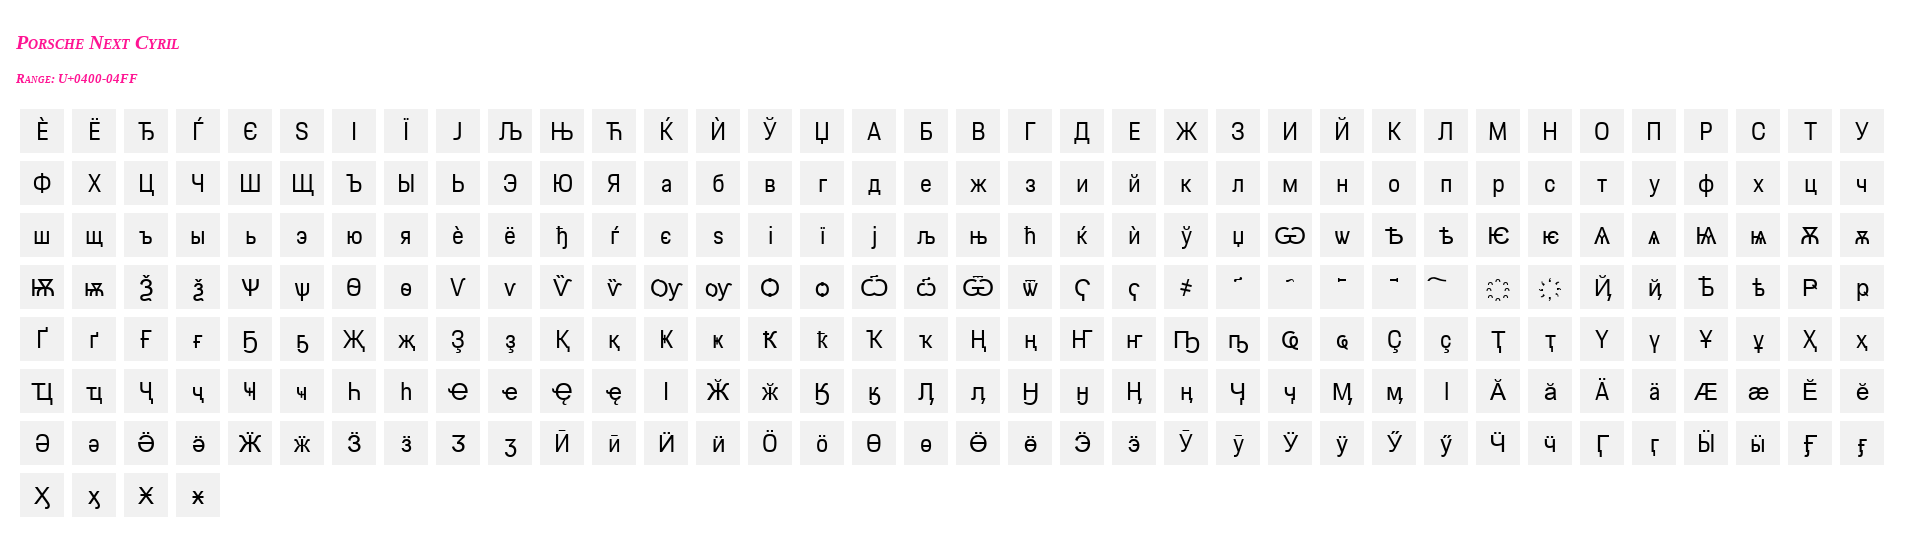 Porsche Next Cyril
Range: U+0400-04FF
Ѐ Ё Ђ Ѓ Є Ѕ І Ї Ј Љ Њ Ћ Ќ Ѝ Ў Џ А Б В Г Д Е Ж З И Й К Л М Н О П Р С Т У
Ф Х Ц Ч Ш Щ Ъ Ы Ь Э Ю Я а б в г д е ж з и й к л м н о п р с т у ф х ц ч
ш щ ъ ы ь э ю я ѐ ё ђ ѓ є ѕ і ї ј љ њ ћ ќ ѝ ў џ Ѡ ѡ Ѣ ѣ Ѥ ѥ Ѧ ѧ Ѩ ѩ Ѫ ѫ
Ѭ ѭ Ѯ ѯ Ѱ ѱ Ѳ ѳ Ѵ ѵ Ѷ ѷ Ѹ ѹ Ѻ ѻ Ѽ ѽ Ѿ ѿ Ҁ ҁ ҂ ҃ ҄ ҅ ҆ ҇ ҈ ҉ Ҋ ҋ Ҍ ҍ Ҏ ҏ
Ґ ґ Ғ ғ Ҕ ҕ Җ җ Ҙ ҙ Қ қ Ҝ ҝ Ҟ ҟ Ҡ ҡ Ң ң Ҥ ҥ Ҧ ҧ Ҩ ҩ Ҫ ҫ Ҭ ҭ Ү ү Ұ ұ Ҳ ҳ
Ҵ ҵ Ҷ ҷ Ҹ ҹ Һ һ Ҽ ҽ Ҿ ҿ Ӏ Ӂ ӂ Ӄ ӄ Ӆ ӆ Ӈ ӈ Ӊ ӊ Ӌ ӌ Ӎ ӎ ӏ Ӑ ӑ Ӓ ӓ Ӕ ӕ Ӗ ӗ
Ә ә Ӛ ӛ Ӝ ӝ Ӟ ӟ Ӡ ӡ Ӣ ӣ Ӥ ӥ Ӧ ӧ Ө ө Ӫ ӫ Ӭ ӭ Ӯ ӯ Ӱ ӱ Ӳ ӳ Ӵ ӵ Ӷ ӷ Ӹ ӹ Ӻ ӻ
Ӽ ӽ Ӿ ӿ